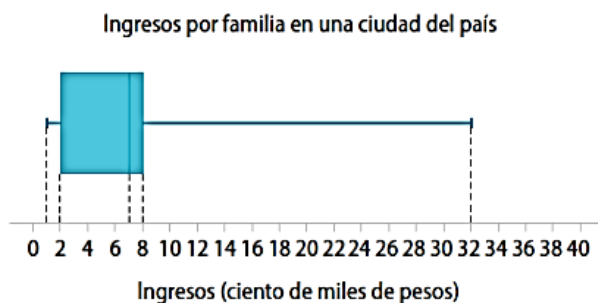 Ingresos por familia en una ciudad del país
0 2 4 6 8 10 12 14 16 18 20 22 24 26 28 30 32 34 36 38 40
Ingresos (ciento de miles de pesos)